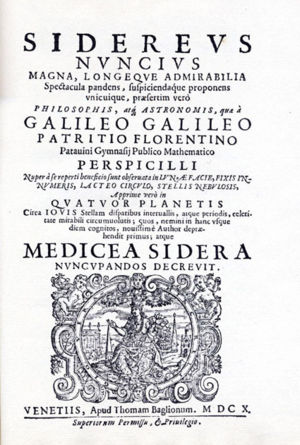 SIDEREVS
NVNCIVS
MAGNA, LONGEQVE ADMIRABILIA
Spectacula pandens, suspiciendaque proponens
vnicuique, præsertim verò
PHILOSOPHIS, atq́; ASTRONOMIS, quæ à
GALILEO GALILEO
PATRITIO FLORENTINO
Patauini Gymnasij Publico Mathematico
PERSPICILLI
Nuper à se reperti beneficio sunt obseruata in LVNÆ FACIE, FIXIS IN-
NVMERIS, LACTEO CIRCVLO, STELLIS NEBVLOSIS,
Apprime verò in
QVATVOR PLANETIS
Circa IOVIS Stellam disparibus interuallis, atque periodis, celeri-
tate mirabili circumuolutis; quos, nemini in hanc vsque
diem cognitos, nouissimè Author depræ-
hendit primus; atque
MEDICEA SIDERA
NVNCVPANDOS DECREVIT.
VENETIIS, Apud Thomam Baglionum. M DC X.
Superiorum Permissu, & Priuilegio.